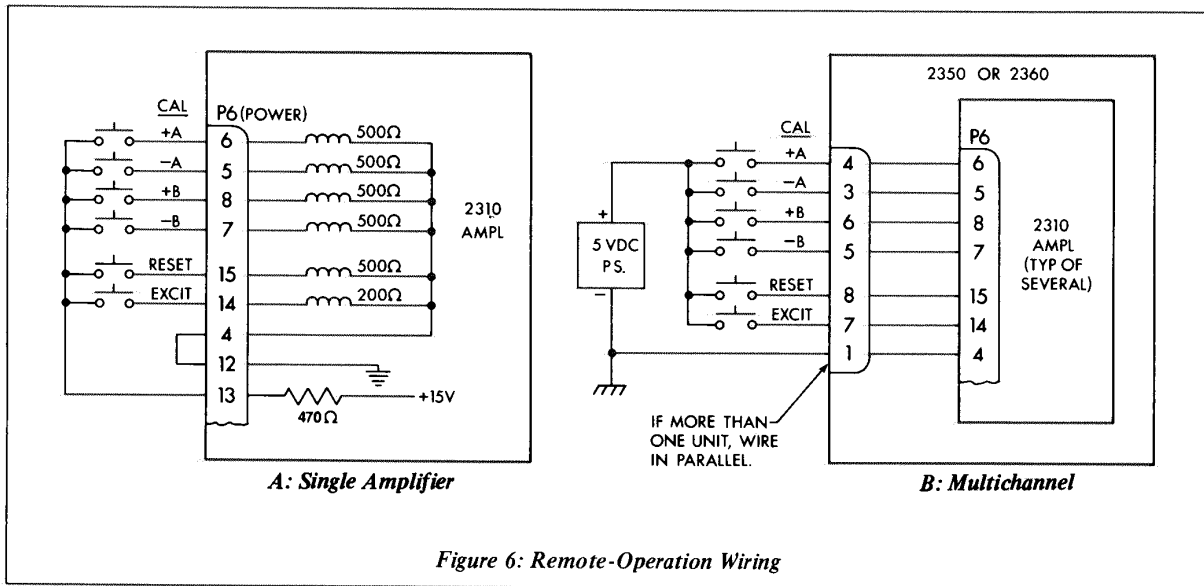 CAL
P6 (POWER)
+A 6 500Ω
−A 5 500Ω
+B 8 500Ω
−B 7 500Ω
RESET 15 500Ω
EXCIT 14 200Ω
4
12
13 470Ω +15V
2310
AMPL
A: Single Amplifier
2350 OR 2360
CAL
P6
+A 4 6
−A 3 5
+B 6 8
−B 5 7
RESET 8 15
EXCIT 7 14
1 4
+
5 VDC
P.S.
−
2310
AMPL
(TYP OF
SEVERAL)
IF MORE THAN
ONE UNIT, WIRE
IN PARALLEL.
B: Multichannel
Figure 6: Remote-Operation Wiring